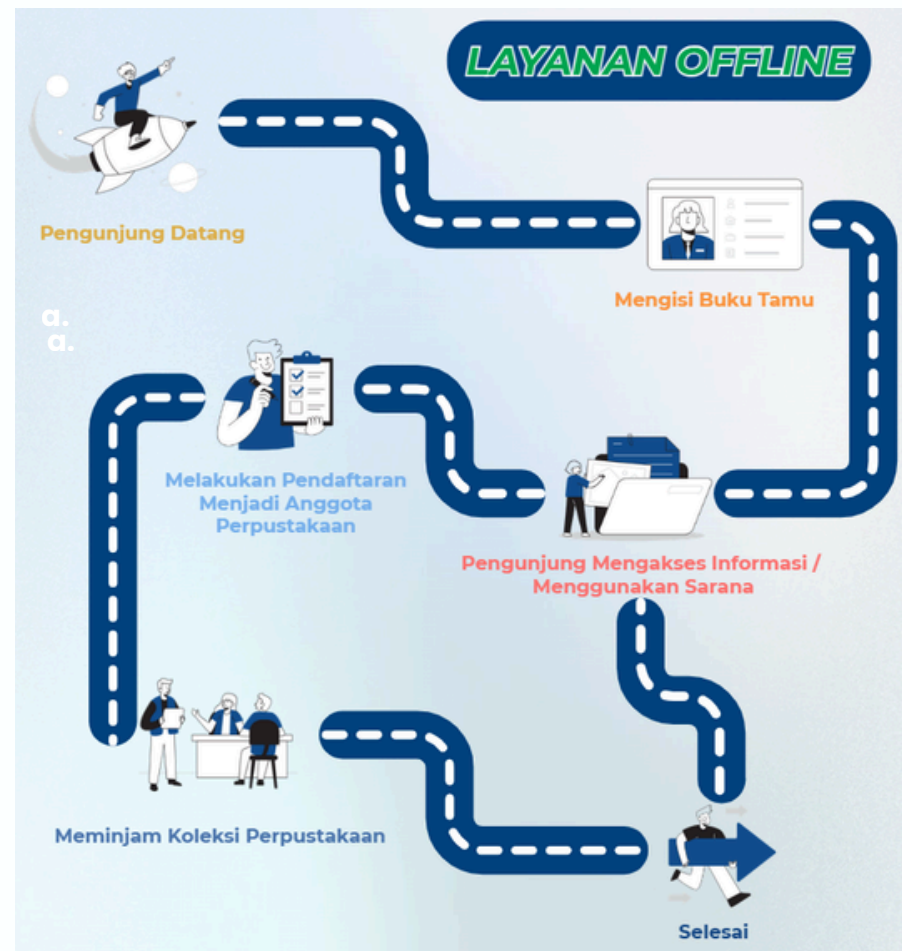 LAYANAN OFFLINE
Pengunjung Datang
Mengisi Buku Tamu
a.
a.
Melakukan Pendaftaran
Menjadi Anggota
Perpustakaan
Pengunjung Mengakses Informasi /
Menggunakan Sarana
Meminjam Koleksi Perpustakaan
Selesai